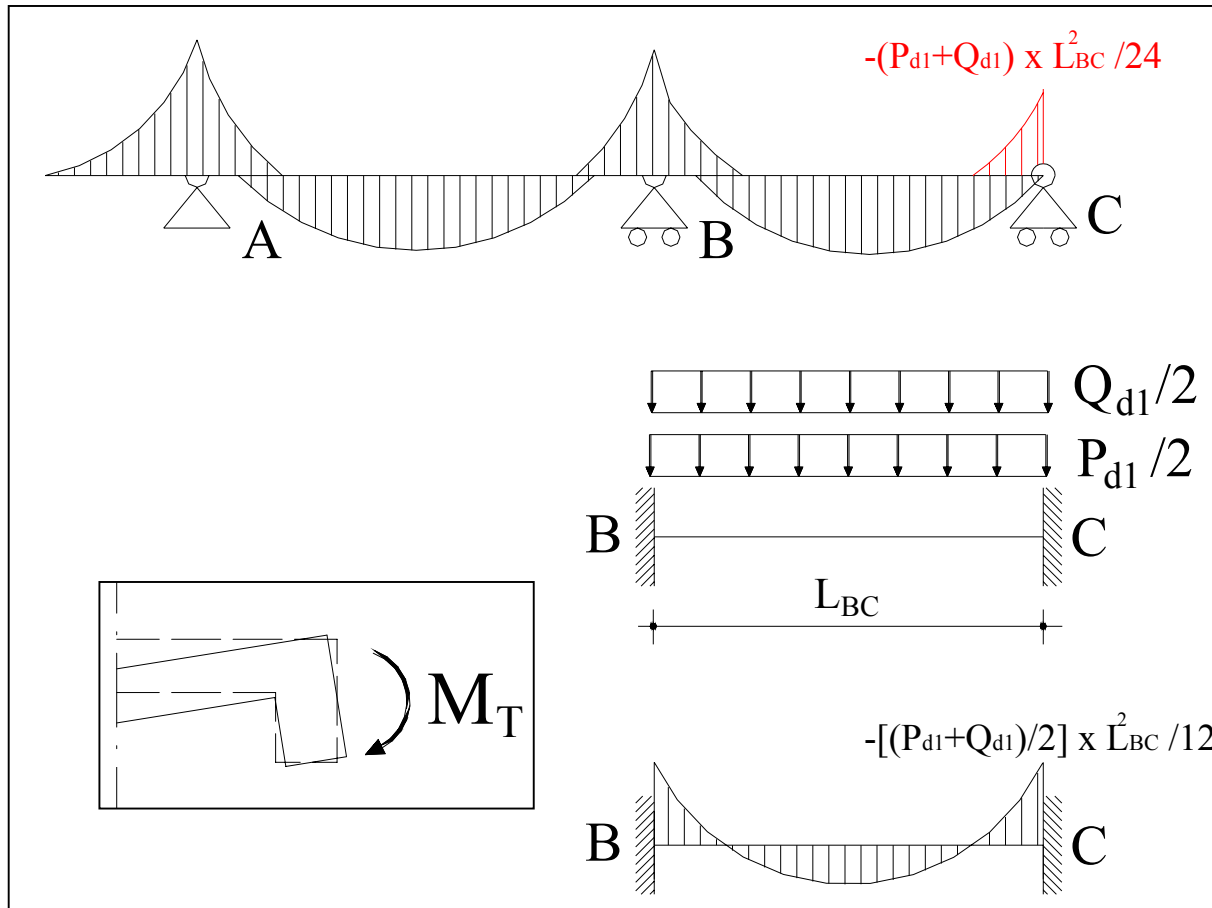 -(Pd1+Qd1) x L²BC /24
A
B
C
Qd1/2
Pd1 /2
B
C
LBC
MT
-[(Pd1+Qd1)/2] x L²BC /12
B
C